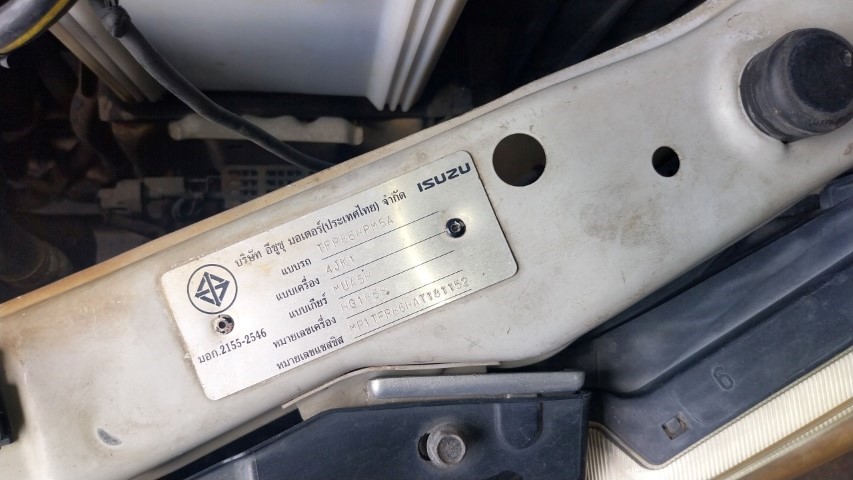 ISUZU
บริษัท อีซูซุ มอเตอร์(ประเทศไทย) จำกัด
แบบรถ
แบบเครื่อง 4JK1
แบบเกียร์ MUA5H
หมายเลขเครื่อง
หมายเลขแชสซิส
มอก.2155-2546
6